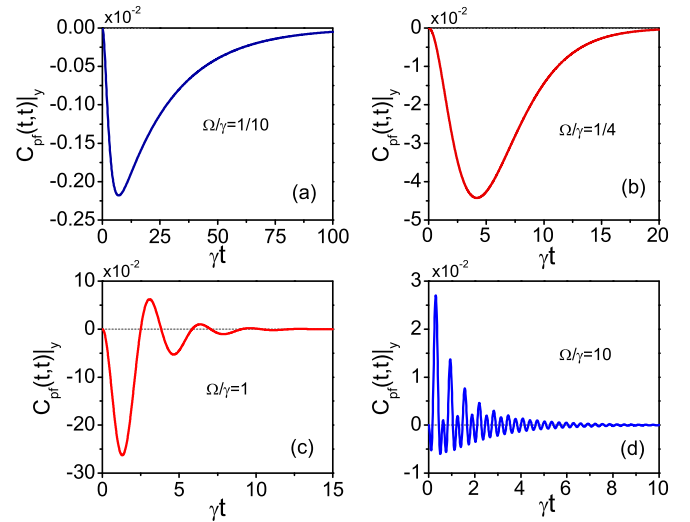 x10⁻²
0.00
-0.05
-0.10
-0.15
-0.20
-0.25
C_pf(t,t)|_y
Ω/γ=1/10
(a)
0 25 50 75 100
γt
x10⁻²
0
-1
-2
-3
-4
-5
C_pf(t,t)|_y
Ω/γ=1/4
(b)
0 5 10 15 20
γt
x10⁻²
10
0
-10
-20
-30
C_pf(t,t)|_y
Ω/γ=1
(c)
0 5 10 15
γt
x10⁻²
3
2
1
0
-1
C_pf(t,t)|_y
Ω/γ=10
(d)
0 2 4 6 8 10
γt